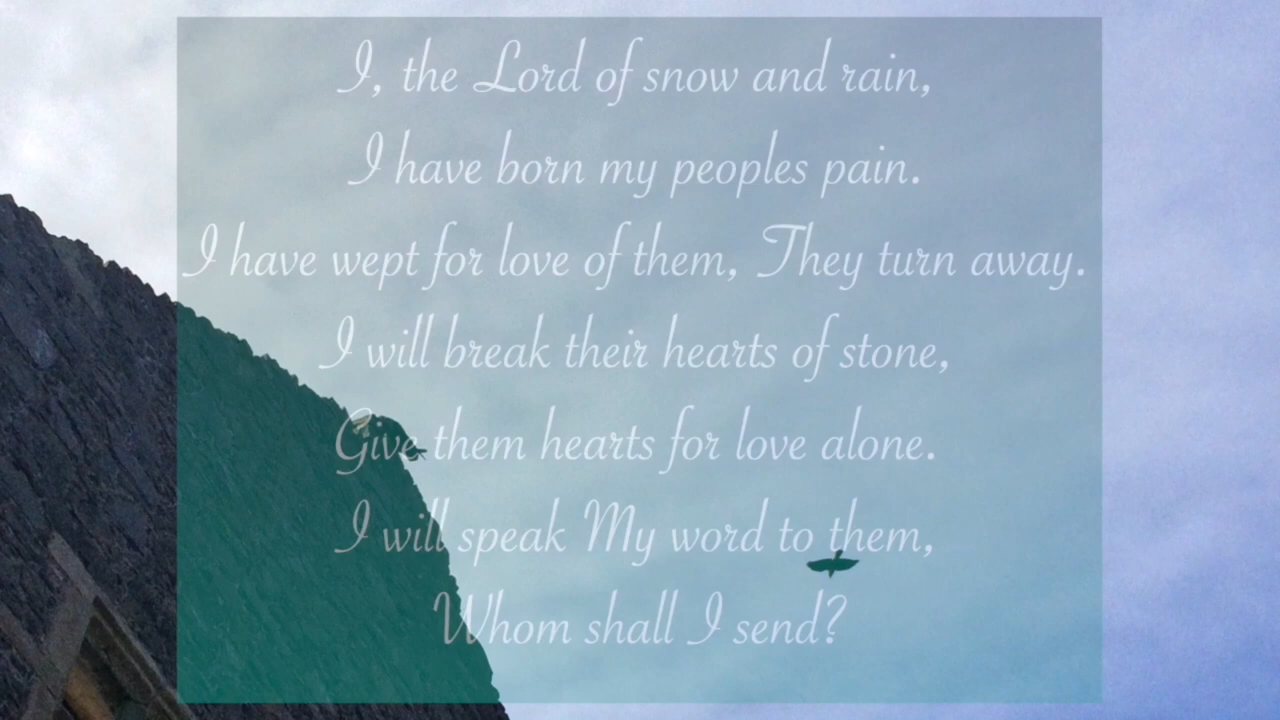 I, the Lord of snow and rain,
I have born my peoples pain.
I have wept for love of them, They turn away.
I will break their hearts of stone,
Give them hearts for love alone.
I will speak My word to them,
Whom shall I send?